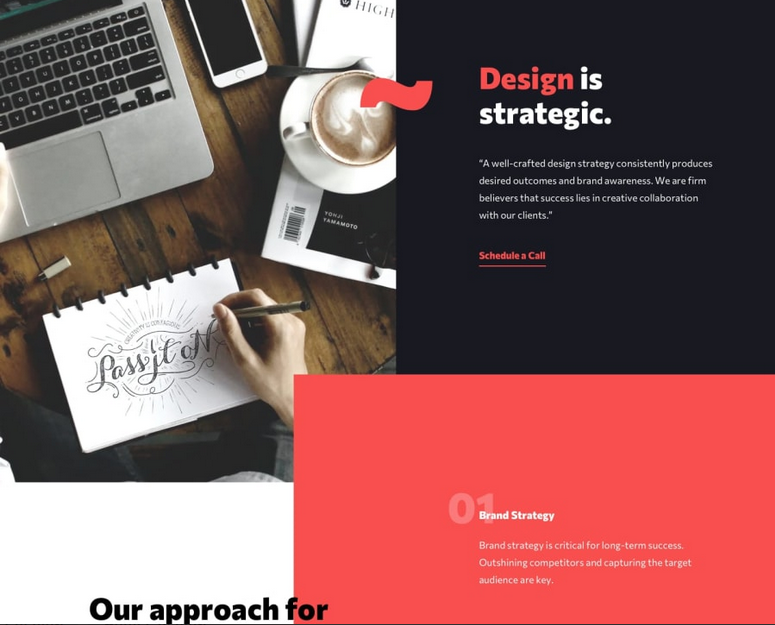 HIGH
YOHJI
YAMAMOTO
Pass it on
Design is
strategic.
“A well-crafted design strategy consistently produces
desired outcomes and brand awareness. We are firm
believers that success lies in creative collaboration
with our clients.”
Schedule a Call
01
Brand Strategy
Brand strategy is critical for long-term success.
Outshining competitors and capturing the target
audience are key.
Our approach for